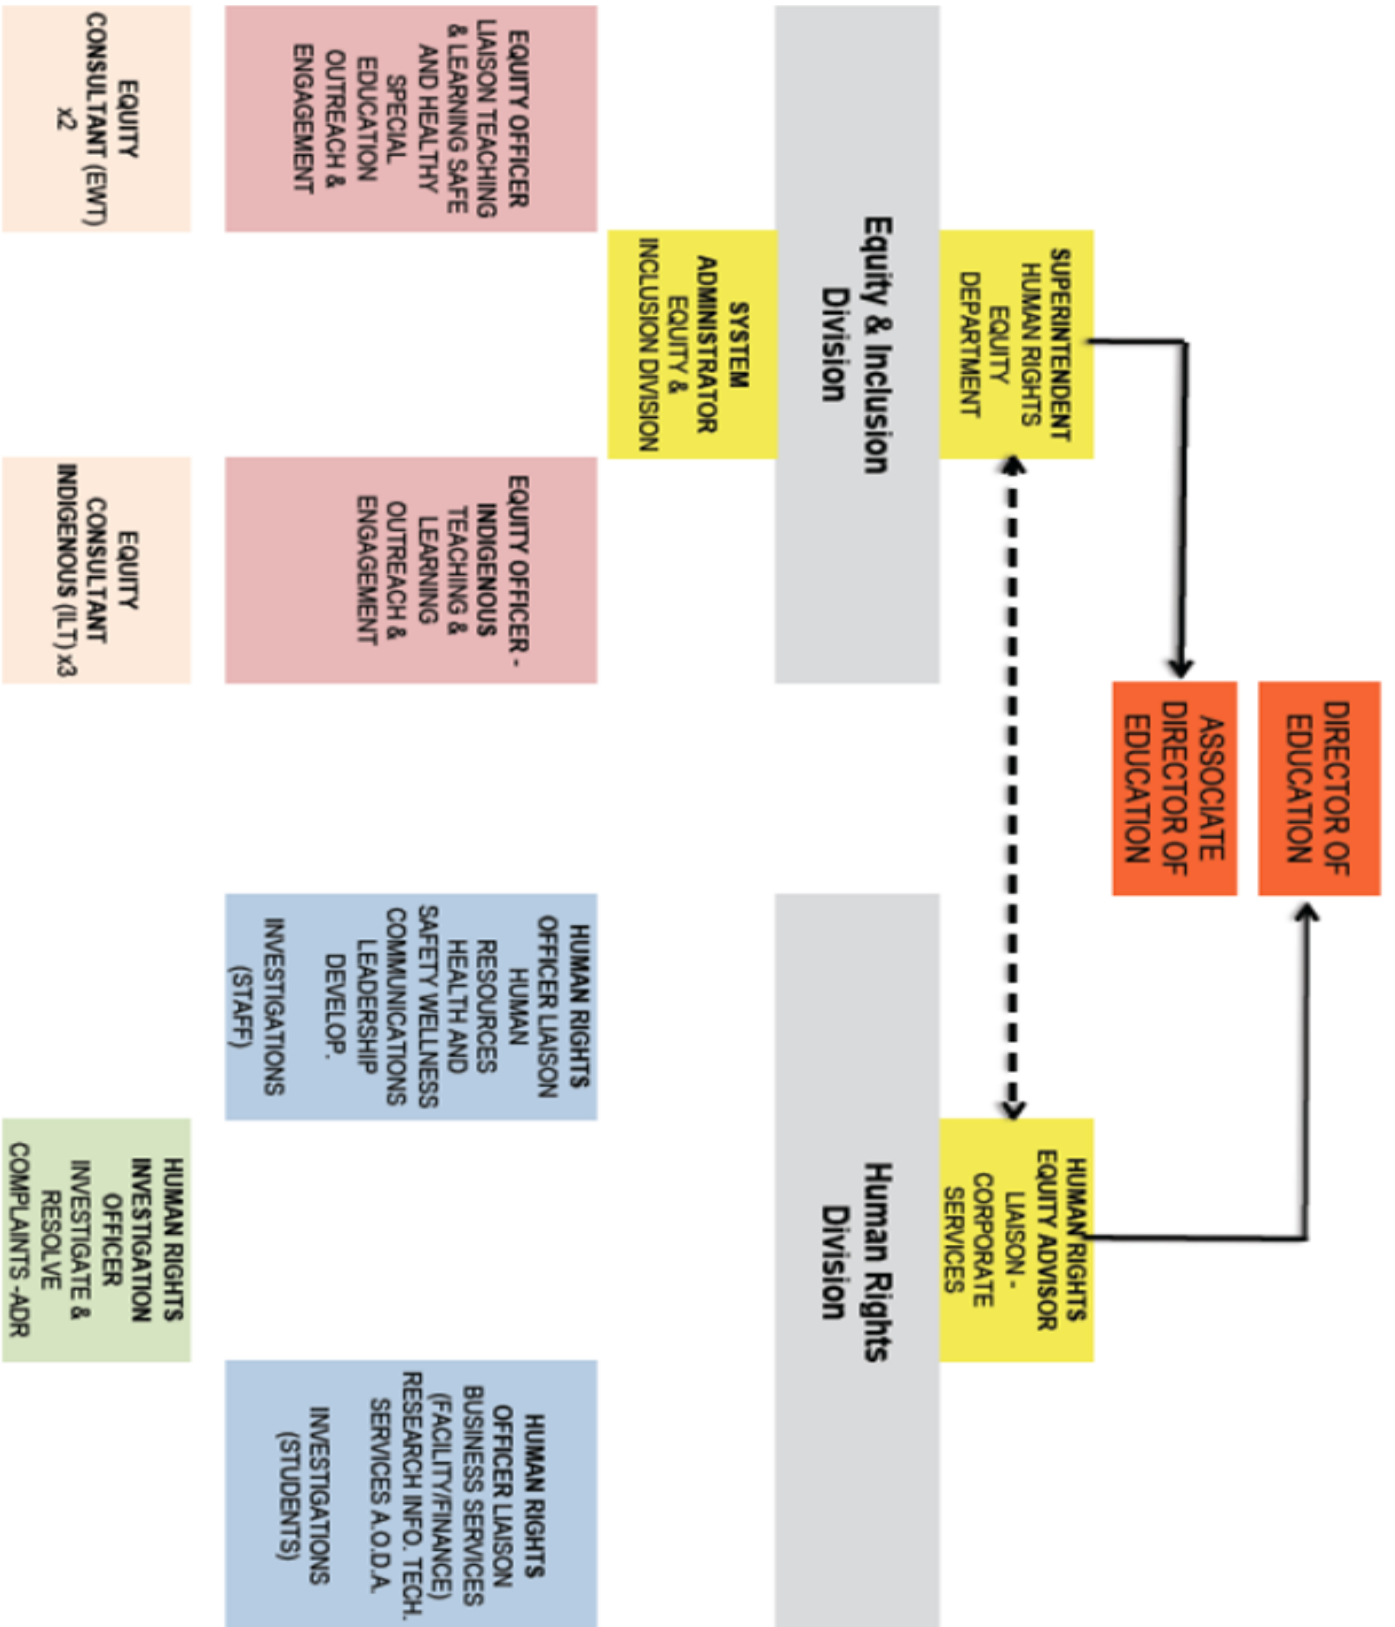 DIRECTOR OF
EDUCATION
ASSOCIATE
DIRECTOR OF
EDUCATION
SUPERINTENDENT
HUMAN RIGHTS
EQUITY
DEPARTMENT
HUMAN RIGHTS
EQUITY ADVISOR
LIAISON -
CORPORATE
SERVICES
Equity & Inclusion
Division
Human Rights
Division
SYSTEM
ADMINISTRATOR
EQUITY &
INCLUSION DIVISION
EQUITY OFFICER
LIAISON TEACHING
& LEARNING SAFE
AND HEALTHY
SPECIAL
EDUCATION
OUTREACH &
ENGAGEMENT
EQUITY OFFICER -
INDIGENOUS
TEACHING &
LEARNING
OUTREACH &
ENGAGEMENT
HUMAN RIGHTS
OFFICER LIAISON
HUMAN
RESOURCES
HEALTH AND
SAFETY WELLNESS
COMMUNICATIONS
LEADERSHIP
DEVELOP.
INVESTIGATIONS
(STAFF)
HUMAN RIGHTS
OFFICER LIAISON
BUSINESS SERVICES
(FACILITY/FINANCE)
RESEARCH INFO. TECH.
SERVICES A.O.D.A.
INVESTIGATIONS
(STUDENTS)
EQUITY
CONSULTANT (EWT)
x2
EQUITY
CONSULTANT
INDIGENOUS (ILT) x3
HUMAN RIGHTS
INVESTIGATION
OFFICER
INVESTIGATE &
RESOLVE
COMPLAINTS -ADR